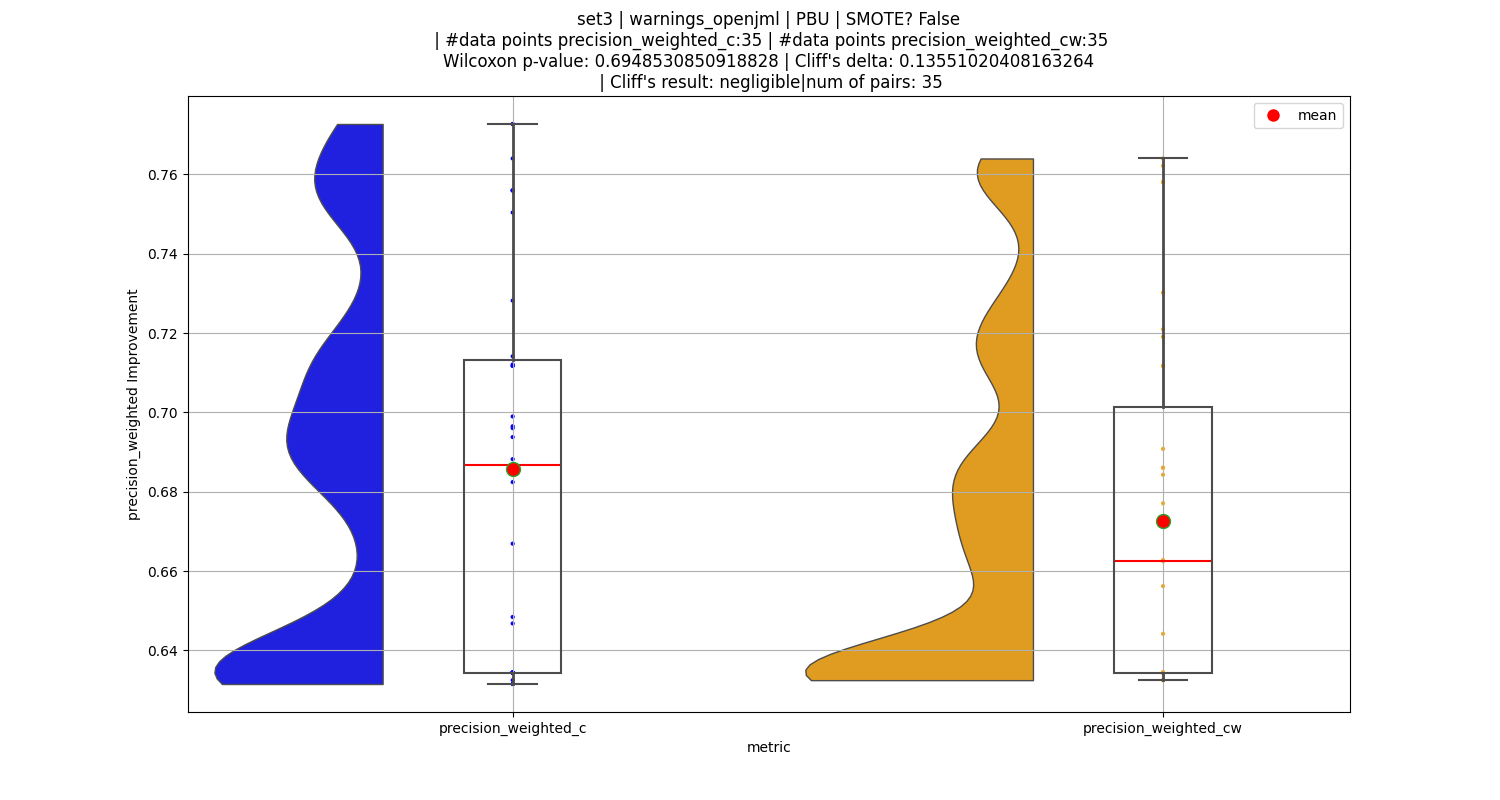 set3 | warnings_openjml | PBU | SMOTE? False
| #data points precision_weighted_c:35 | #data points precision_weighted_cw:35
Wilcoxon p-value: 0.6948530850918828 | Cliff's delta: 0.13551020408163264
| Cliff's result: negligible|num of pairs: 35
mean
0.76
0.74
0.72
0.70
0.68
0.66
0.64
precision_weighted Improvement
precision_weighted_c
precision_weighted_cw
metric